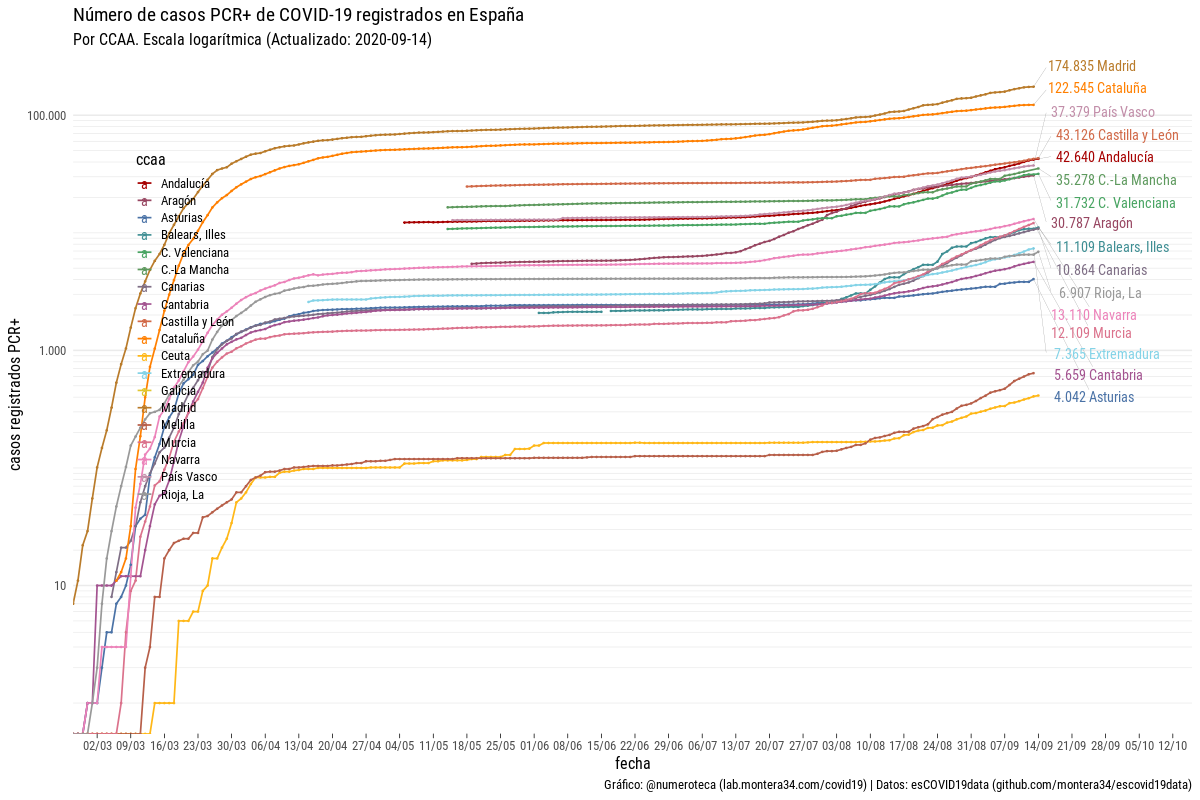 Número de casos PCR+ de COVID-19 registrados en España
Por CCAA. Escala logarítmica (Actualizado: 2020-09-14)
174.835 Madrid
122.545 Cataluña
37.379 País Vasco
43.126 Castilla y León
42.640 Andalucía
35.278 C.-La Mancha
31.732 C. Valenciana
30.787 Aragón
11.109 Balears, Illes
10.864 Canarias
6.907 Rioja, La
13.110 Navarra
12.109 Murcia
7.365 Extremadura
5.659 Cantabria
4.042 Asturias
100.000
1.000
10
casos registrados PCR+
ccaa
a Andalucía
a Aragón
a Asturias
a Balears, Illes
a C. Valenciana
a C.-La Mancha
a Canarias
a Cantabria
a Castilla y León
a Cataluña
a Ceuta
a Extremadura
a Galicia
a Madrid
a Melilla
a Murcia
a Navarra
a País Vasco
a Rioja, La
02/03 09/03 16/03 23/03 30/03 06/04 13/04 20/04 27/04 04/05 11/05 18/05 25/05 01/06 08/06 15/06 22/06 29/06 06/07 13/07 20/07 27/07 03/08 10/08 17/08 24/08 31/08 07/09 14/09 21/09 28/09 05/10 12/10
fecha
Gráfico: @numeroteca (lab.montera34.com/covid19) | Datos: esCOVID19data (github.com/montera34/escovid19data)